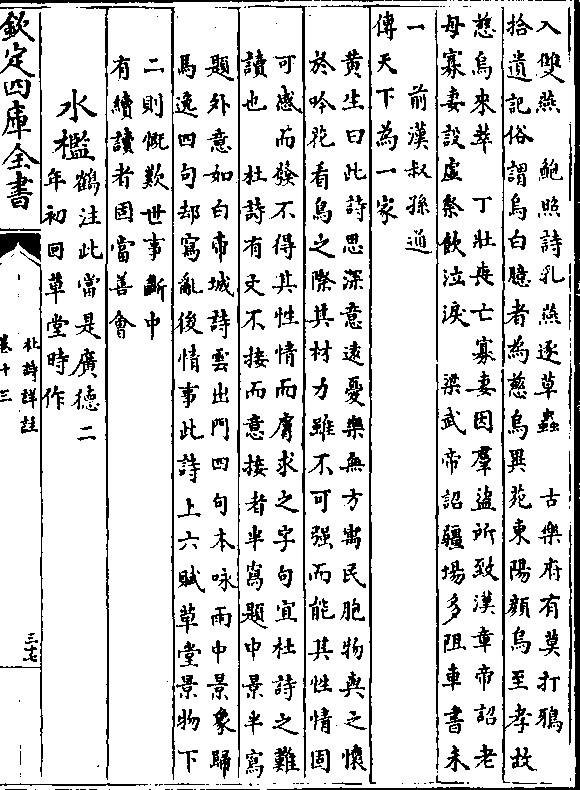 入雙燕　鮑照詩乳燕逐草蟲　古樂府有莫打鴉
拾遺記俗謂烏白臆者為慈烏異苑東陽顔烏至孝故
慈烏來萃　丁壯喪亡寡妻因羣盜所致漢章帝詔老
母寡妻設虛祭飲泣淚　梁武帝詔疆場多阻車書未
一　前漢叔孫通
傳天下為一家
黄生曰此詩思深意遠憂樂無方寓民胞物與之懷
於吟花看鳥之際其材力雖不可强而能其性情固
可感而發不得其性情而膚求之字句宜杜詩之難
讀也　杜詩有文不接而意接者半寫題中景半寫
題外意如白帝城詩雲出門四句本咏雨中景象歸
馬逸四句却寫亂後情事此詩上六賦草堂景物下
二則慨歎世事斷中
有續讀者固當善會
水檻鶴注此當是廣德二
年初回草堂時作
欽定四庫全書
杜詩詳註
卷十三
三十七